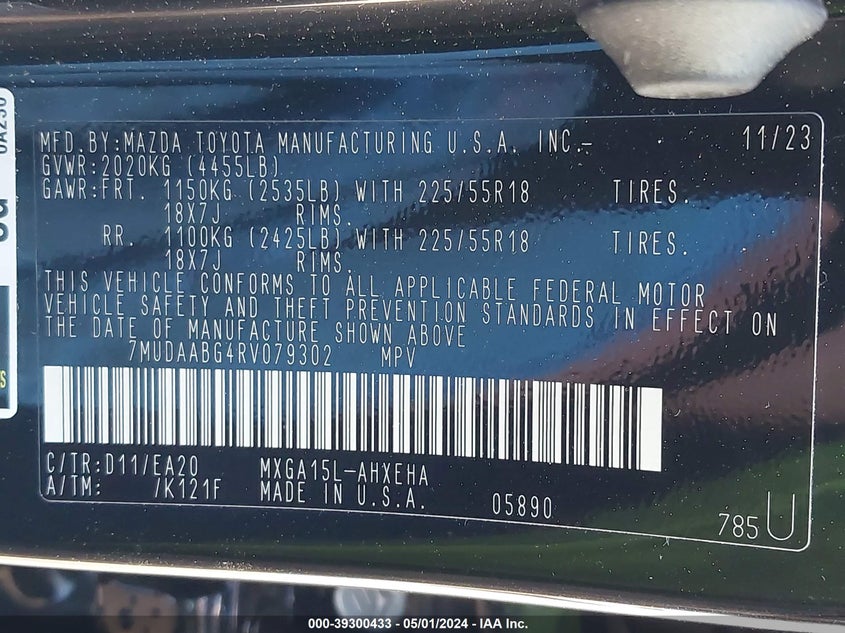 MFD.BY:MAZDA TOYOTA MANUFACTURING U.S.A. INC.- 11/23
GVWR:2020KG (4455LB)
GAWR:FRT. 1150KG (2535LB) WITH 225/55R18 TIRES.
18X7J RIMS.
RR. 1100KG (2425LB) WITH 225/55R18 TIRES.
18X7J RIMS.
THIS VEHICLE CONFORMS TO ALL APPLICABLE FEDERAL MOTOR
VEHICLE SAFETY AND THEFT PREVENTION STANDARDS IN EFFECT ON
THE DATE OF MANUFACTURE SHOWN ABOVE
7MUDAABG4RV079302 MPV
C/TR:D11/EA20 MXGA15L-AHXEHA
A/TM: /K121F MADE IN U.S.A. 05890
785U
000-39300433 - 05/01/2024 - IAA Inc.